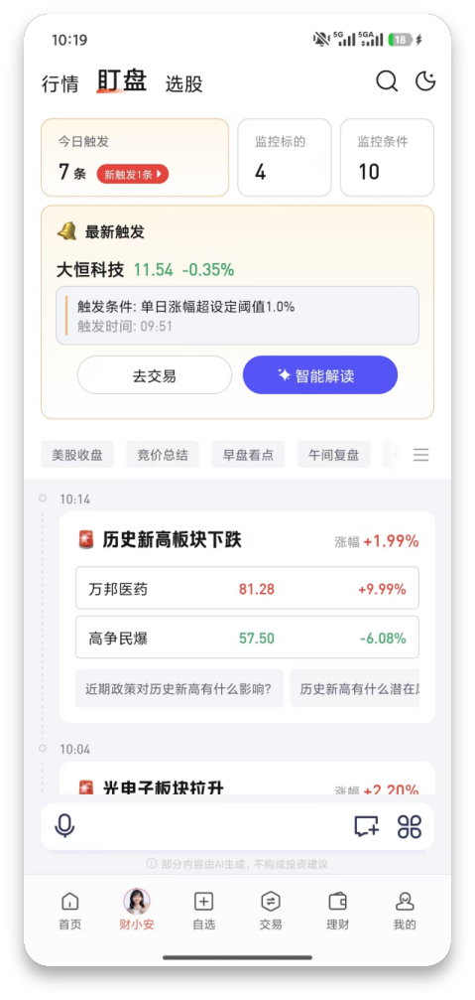 10:19
5G 5GA 18
行情 盯盘 选股
今日触发 监控标的 监控条件
7 条 新触发1条 4 10
最新触发
大恒科技 11.54 -0.35%
触发条件: 单日涨幅超设定阈值1.0%
触发时间: 09:51
去交易 智能解读
美股收盘 竞价总结 早盘看点 午间复盘
10:14
历史新高板块下跌 涨幅 +1.99%
万邦医药 81.28 +9.99%
高争民爆 57.50 -6.08%
近期政策对历史新高有什么影响? 历史新高有什么潜在
10:04
光电子板块拉升 涨幅 +2.20%
部分内容由AI生成，不构成投资建议
首页 财小安 自选 交易 理财 我的